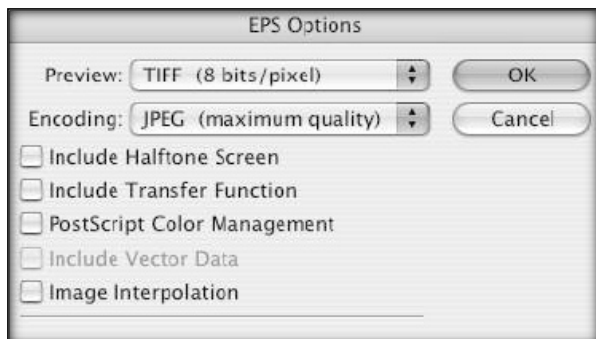 EPS Options
Preview: TIFF (8 bits/pixel) OK
Encoding: JPEG (maximum quality) Cancel
Include Halftone Screen
Include Transfer Function
PostScript Color Management
Include Vector Data
Image Interpolation